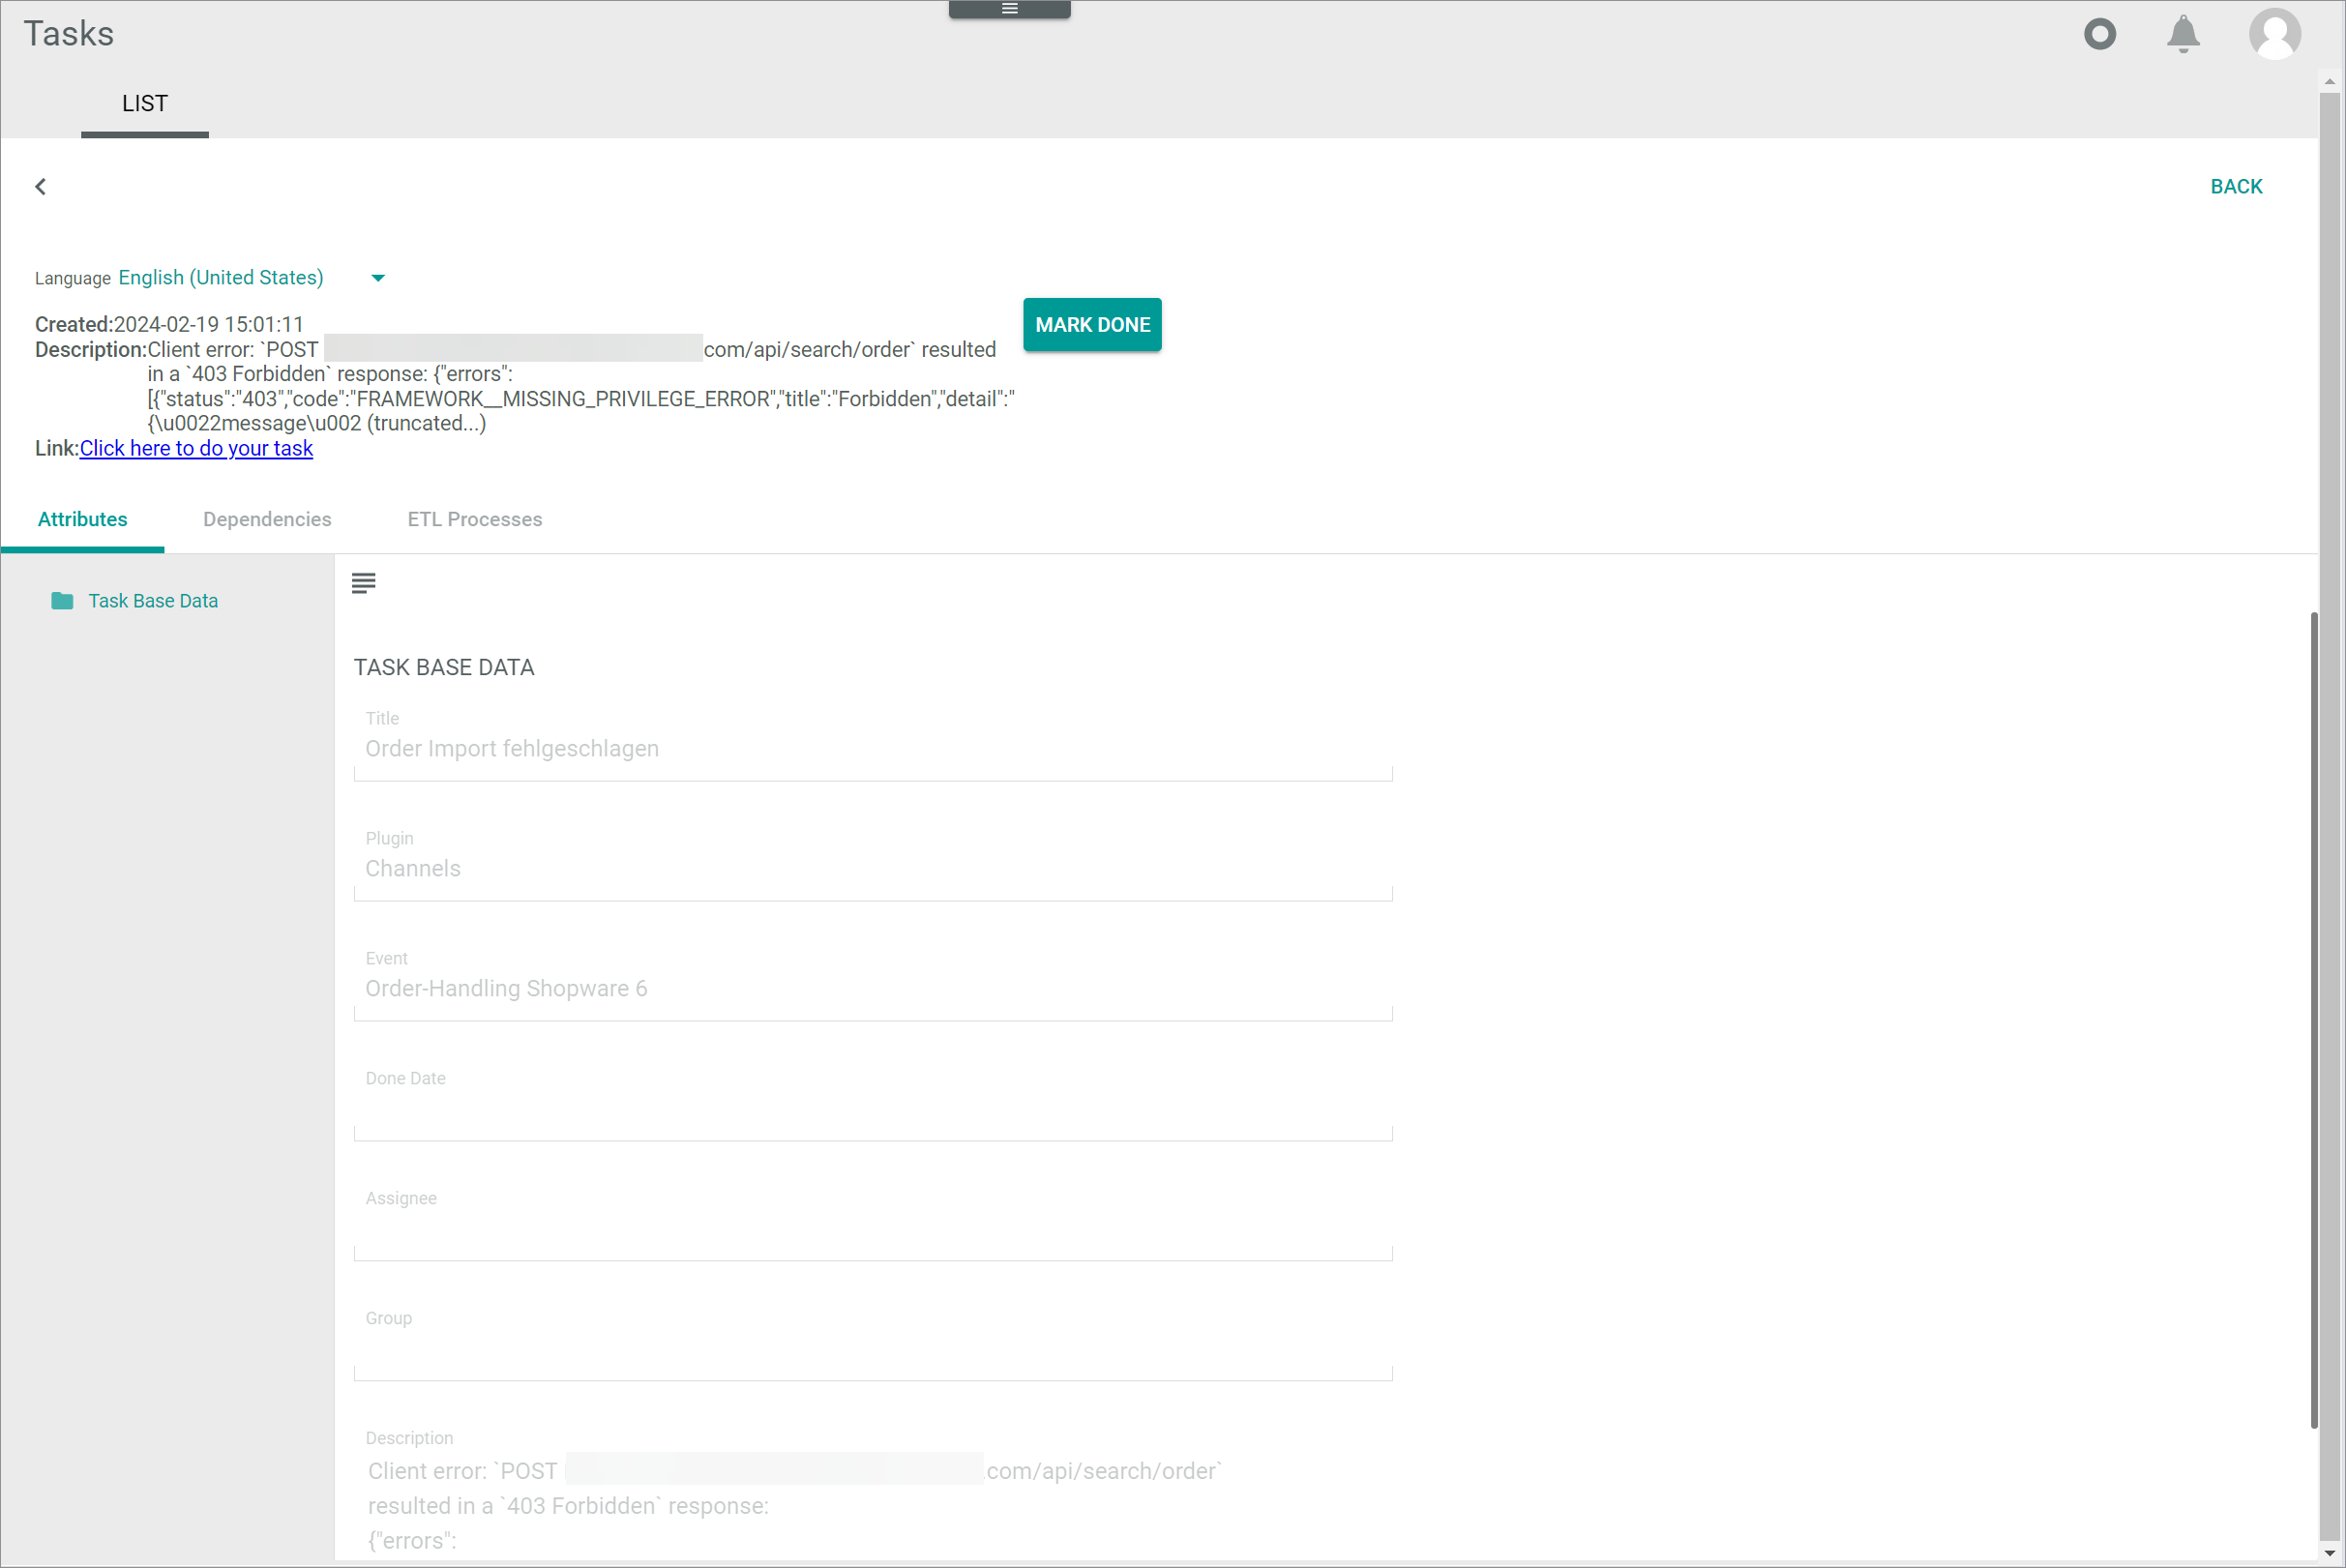 Tasks
LIST
BACK
Language English (United States)
Created:2024-02-19 15:01:11
MARK DONE
Description:Client error: `POST com/api/search/order` resulted
in a `403 Forbidden` response: {"errors":
[{"status":"403","code":"FRAMEWORK__MISSING_PRIVILEGE_ERROR","title":"Forbidden","detail":"
{\u0022message\u002 (truncated...)
Link:Click here to do your task
Attributes Dependencies ETL Processes
Task Base Data
TASK BASE DATA
Title
Order Import fehlgeschlagen
Plugin
Channels
Event
Order-Handling Shopware 6
Done Date
Assignee
Group
Description
Client error: `POST .com/api/search/order`
resulted in a `403 Forbidden` response:
{"errors":